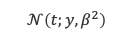 𝒩(t; y, β²)